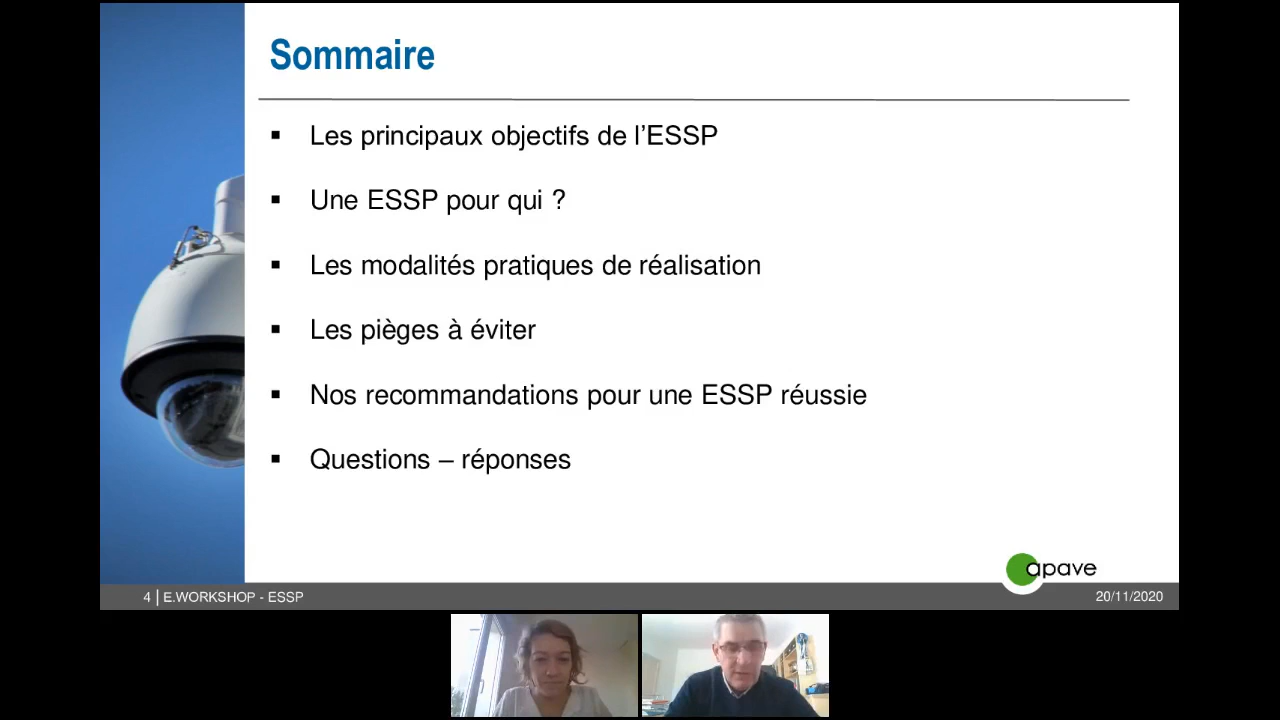 Sommaire
▪ Les principaux objectifs de l’ESSP
▪ Une ESSP pour qui ?
▪ Les modalités pratiques de réalisation
▪ Les pièges à éviter
▪ Nos recommandations pour une ESSP réussie
▪ Questions – réponses
apave
4 | E.WORKSHOP - ESSP
20/11/2020